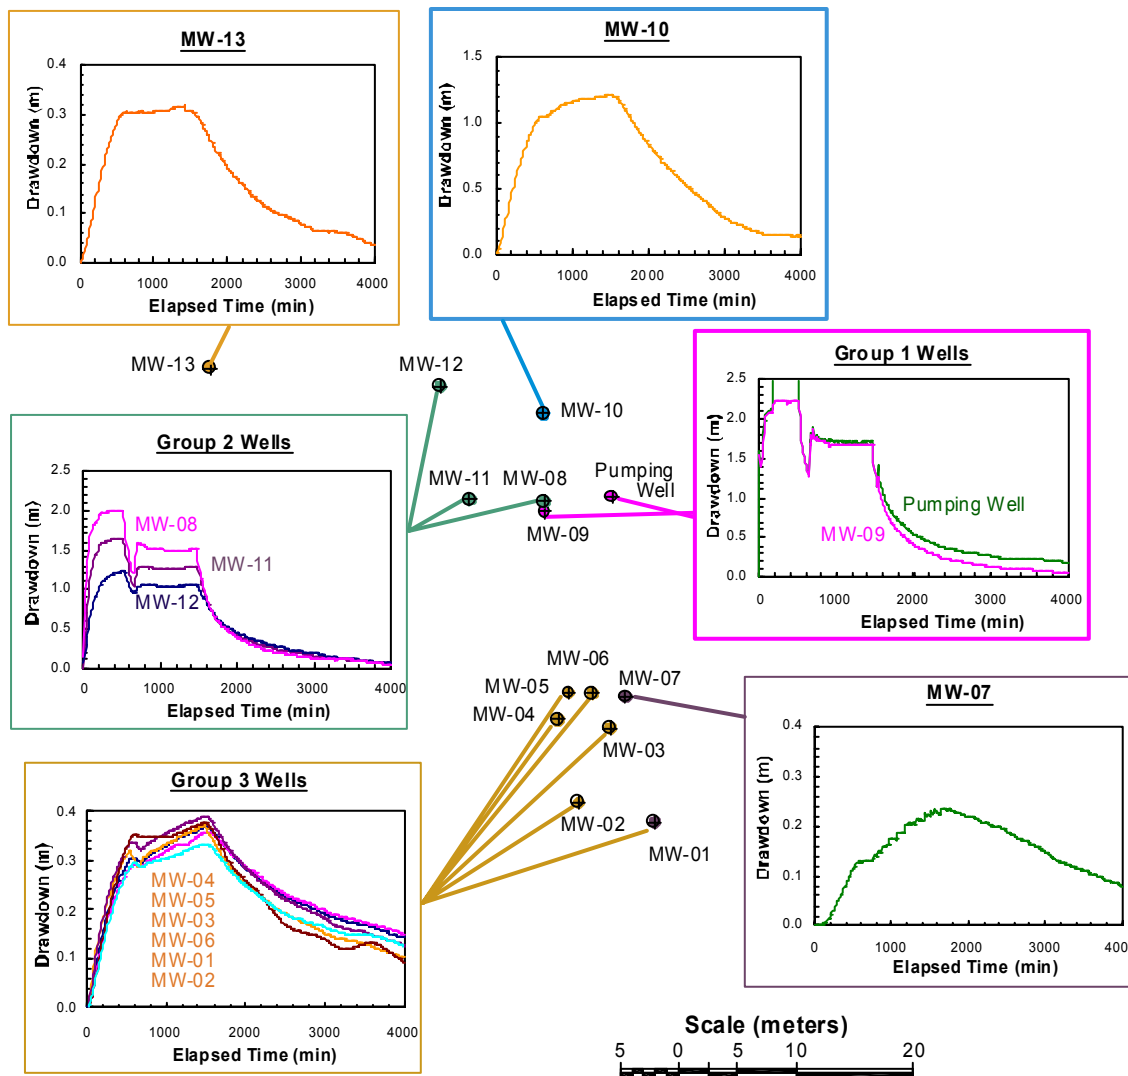 MW-13
0.4
0.3
0.2
0.1
0.0
Drawdown (m)
0 1000 2000 3000 4000
Elapsed Time (min)
MW-10
1.5
1.0
0.5
0.0
Drawdown (m)
0 1000 2000 3000 4000
Elapsed Time (min)
MW-13
MW-12
MW-10
MW-11
MW-08
Pumping
Well
MW-09
Group 1 Wells
2.5
2.0
1.5
1.0
0.5
0.0
Drawdown (m)
Pumping Well
MW-09
0 1000 2000 3000 4000
Elapsed Time (min)
Group 2 Wells
2.5
2.0
1.5
1.0
0.5
0.0
Drawdown (m)
MW-08
MW-11
MW-12
0 1000 2000 3000 4000
Elapsed Time (min)
MW-06
MW-05
MW-07
MW-04
MW-03
MW-02
MW-01
MW-07
0.4
0.3
0.2
0.1
0.0
Drawdown (m)
0 1000 2000 3000 400
Elapsed Time (min)
Group 3 Wells
0.4
0.3
0.2
0.1
0.0
Drawdown (m)
MW-04
MW-05
MW-03
MW-06
MW-01
MW-02
0 1000 2000 3000 4000
Elapsed Time (min)
Scale (meters)
5 0 5 10 20